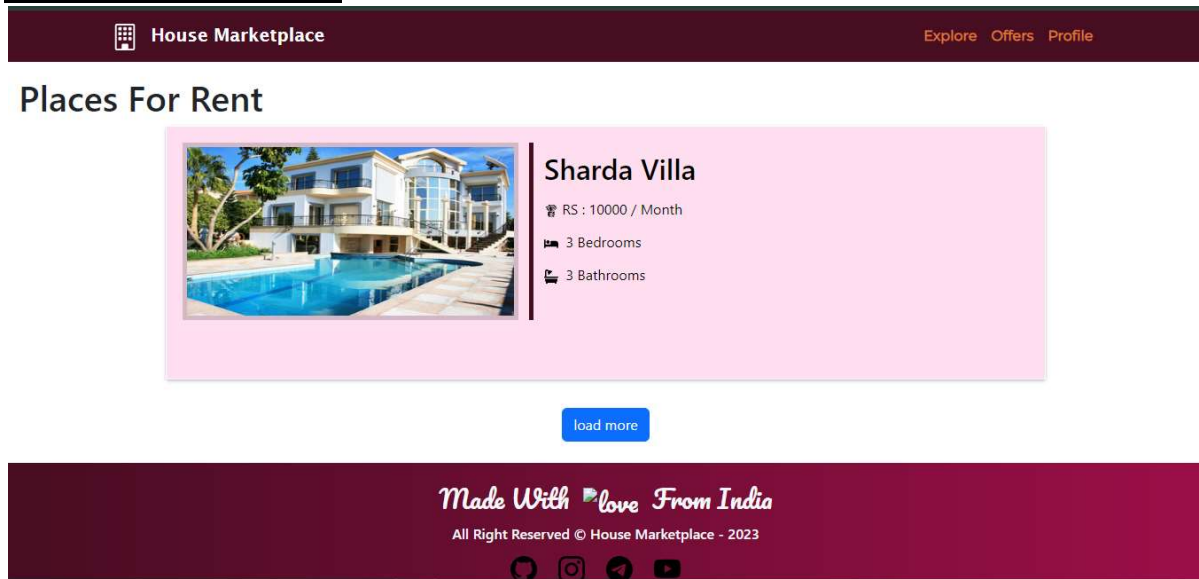 House Marketplace
Explore Offers Profile
Places For Rent
Sharda Villa
RS : 10000 / Month
3 Bedrooms
3 Bathrooms
load more
Made With love From India
All Right Reserved © House Marketplace - 2023